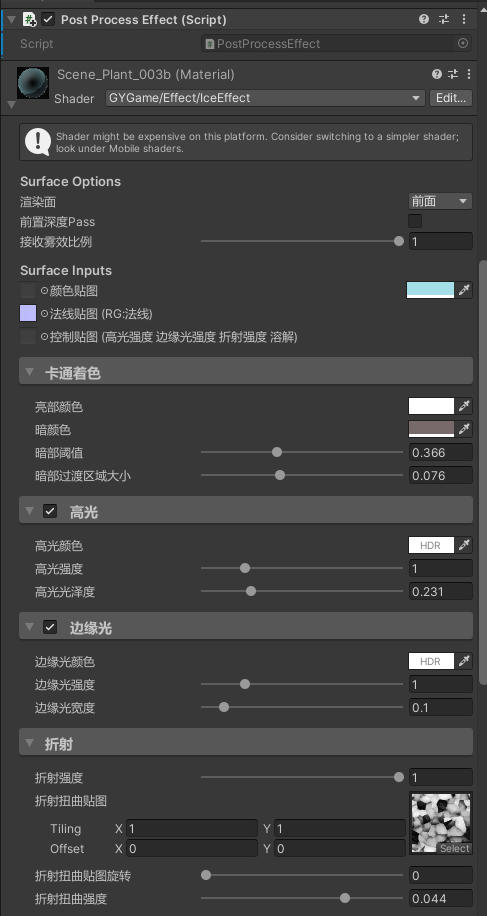 Post Process Effect (Script)
Script PostProcessEffect
Scene_Plant_003b (Material)
Shader GYGame/Effect/IceEffect Edit...
Shader might be expensive on this platform. Consider switching to a simpler shader;
look under Mobile shaders.
Surface Options
渲染面 前面
前置深度Pass
接收雾效比例 1
Surface Inputs
颜色贴图
法线贴图 (RG:法线)
控制贴图 (高光强度 边缘光强度 折射强度 溶解)
卡通着色
亮部颜色
暗颜色
暗部阈值 0.366
暗部过渡区域大小 0.076
高光
高光颜色 HDR
高光强度 1
高光光泽度 0.231
边缘光
边缘光颜色 HDR
边缘光强度 1
边缘光宽度 0.1
折射
折射强度 1
折射扭曲贴图
Tiling X 1 Y 1
Offset X 0 Y 0
Select
折射扭曲贴图旋转 0
折射扭曲强度 0.044